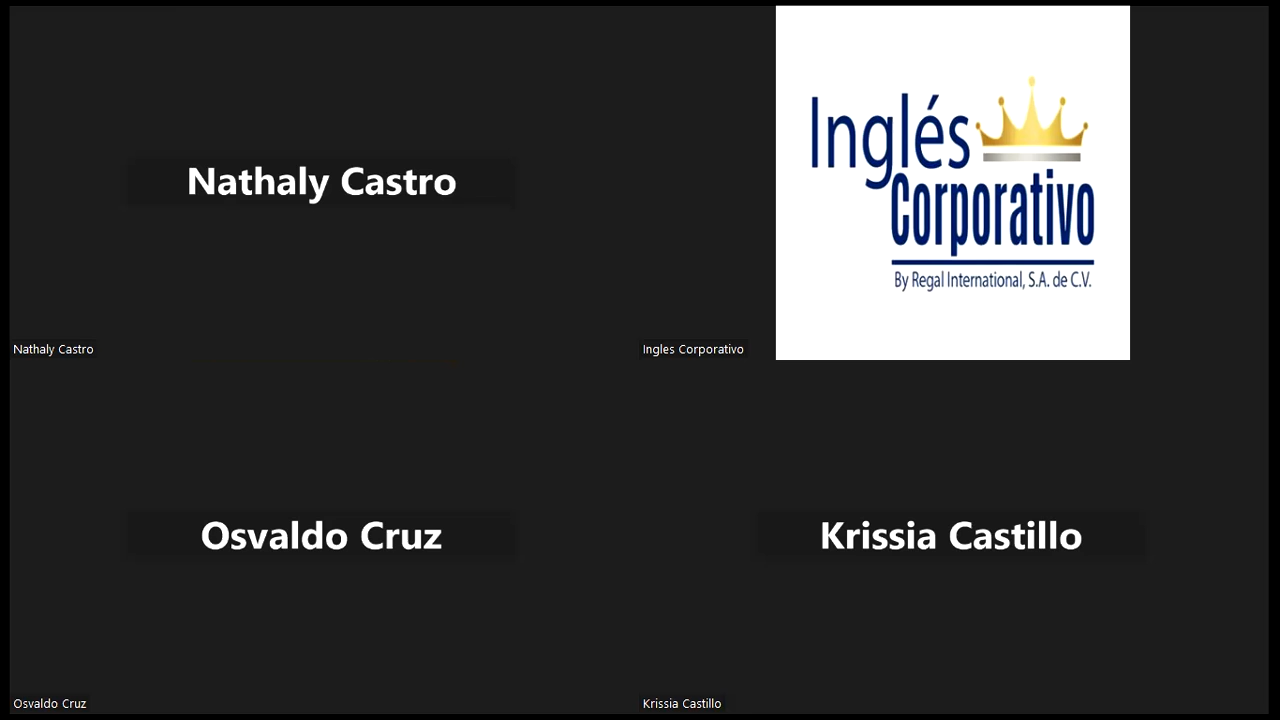 Nathaly Castro
Nathaly Castro
Inglés
Corporativo
By Regal International, S.A. de C.V.
Ingles Corporativo
Osvaldo Cruz
Osvaldo Cruz
Krissia Castillo
Krissia Castillo